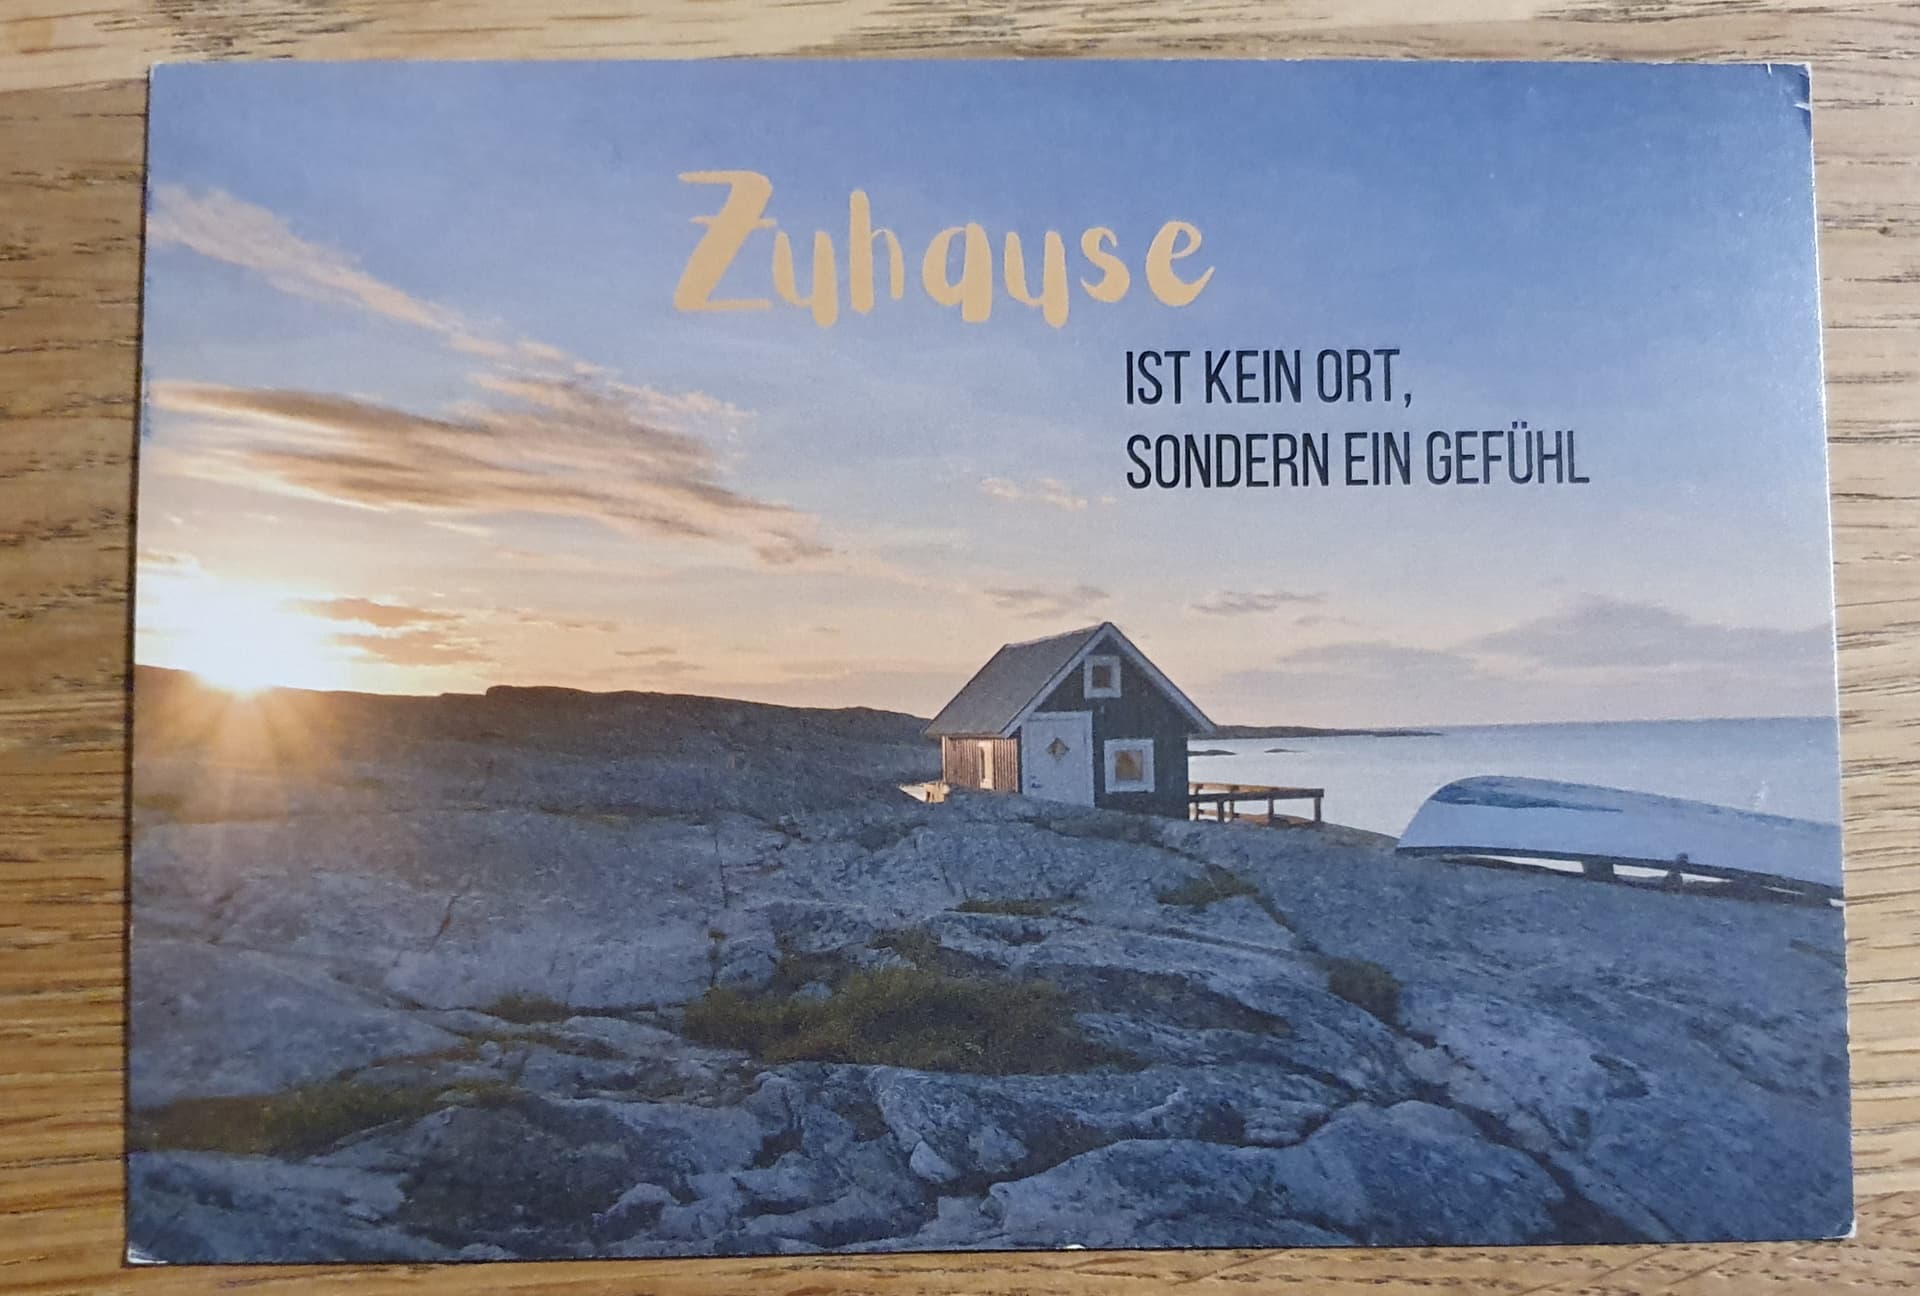 Zuhause
IST KEIN ORT,
SONDERN EIN GEFÜHL